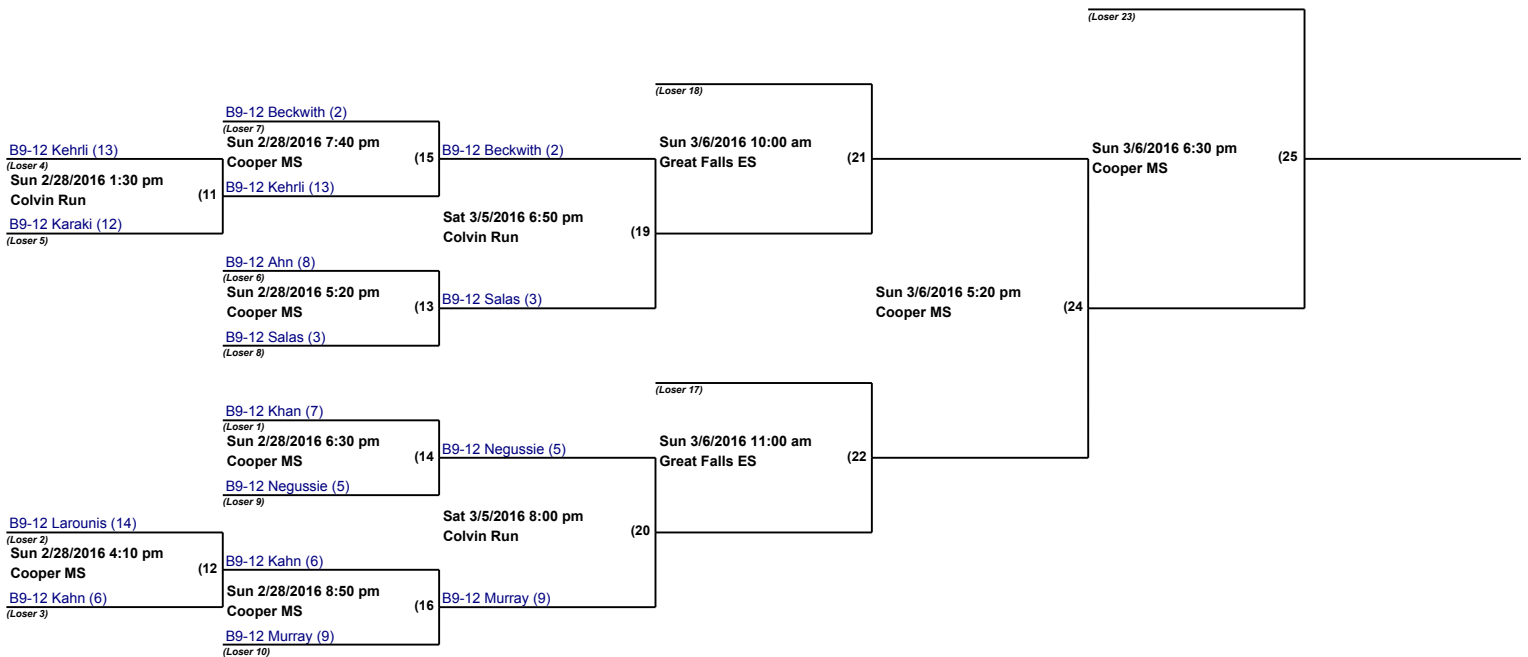 (Loser 23)
(Loser 18)
B9-12 Beckwith (2)
(Loser 7)
Sun 2/28/2016 7:40 pm
Cooper MS
(15
B9-12 Kehrli (13)
B9-12 Kehrli (13)
(Loser 4)
Sun 2/28/2016 1:30 pm
Colvin Run
(11
B9-12 Karaki (12)
(Loser 5)
B9-12 Beckwith (2)
Sat 3/5/2016 6:50 pm
Colvin Run
(19
Sun 3/6/2016 10:00 am
Great Falls ES
(21
Sun 3/6/2016 6:30 pm
Cooper MS
(25
B9-12 Ahn (8)
(Loser 6)
Sun 2/28/2016 5:20 pm
Cooper MS
(13
B9-12 Salas (3)
B9-12 Salas (3)
(Loser 8)
Sun 3/6/2016 5:20 pm
Cooper MS
(24
(Loser 17)
B9-12 Khan (7)
(Loser 1)
Sun 2/28/2016 6:30 pm
Cooper MS
(14
B9-12 Negussie (5)
B9-12 Negussie (5)
(Loser 9)
Sun 3/6/2016 11:00 am
Great Falls ES
(22
Sat 3/5/2016 8:00 pm
Colvin Run
(20
B9-12 Larounis (14)
(Loser 2)
Sun 2/28/2016 4:10 pm
Cooper MS
(12
B9-12 Kahn (6)
(Loser 3)
B9-12 Kahn (6)
Sun 2/28/2016 8:50 pm
Cooper MS
(16
B9-12 Murray (9)
B9-12 Murray (9)
(Loser 10)